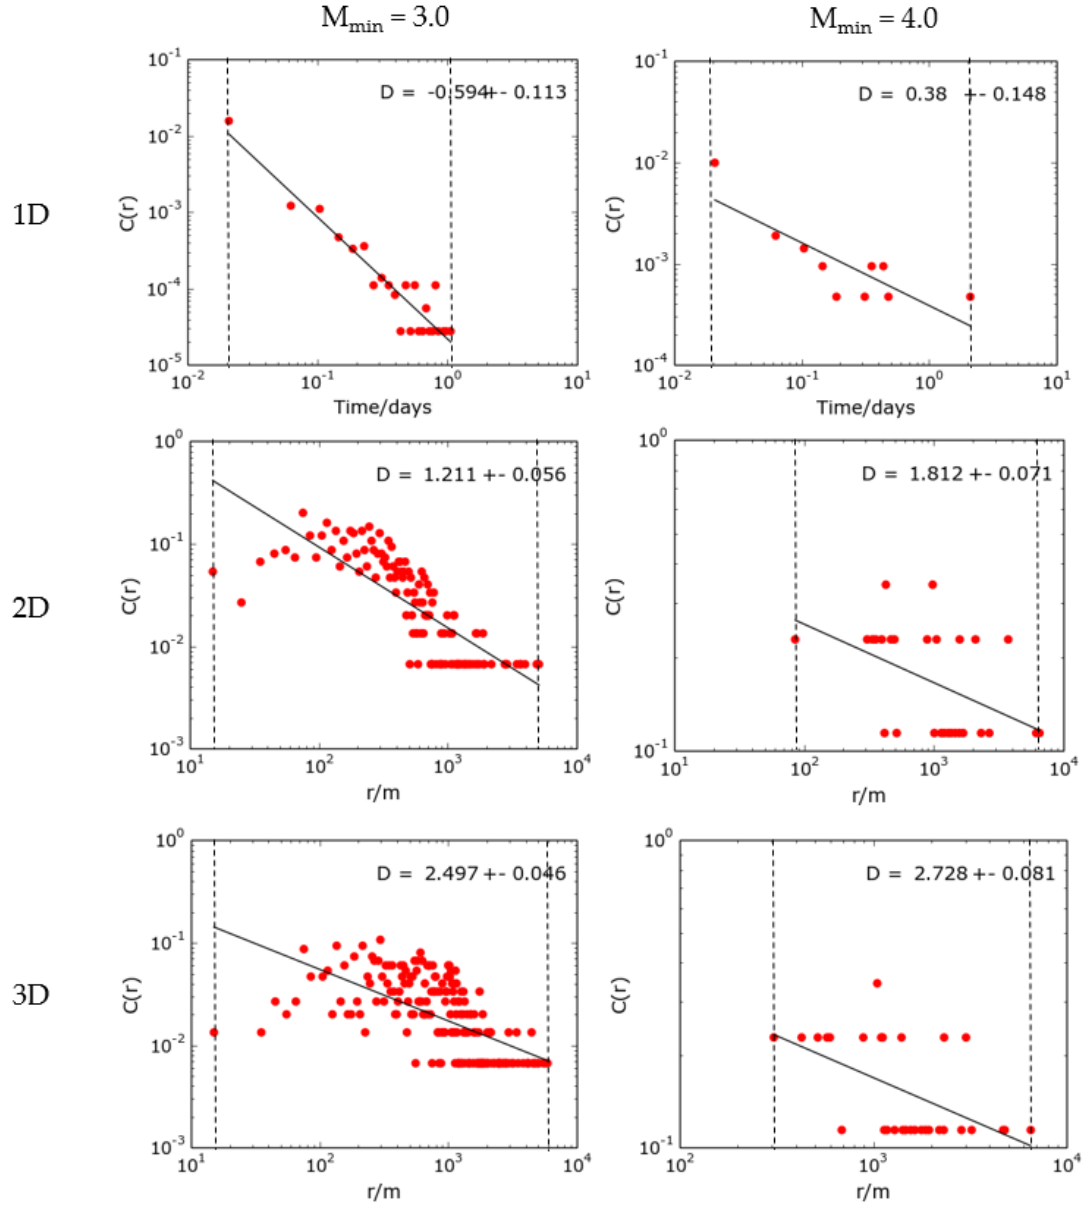 M_min = 3.0
M_min = 4.0
1D
10^-1
D = -0.594+- 0.113
10^-2
C(r)
10^-3
10^-4
10^-5
10^-2 10^-1 10^0 10^1
Time/days
10^-1
D = 0.38 +- 0.148
10^-2
C(r)
10^-3
10^-4
10^-2 10^-1 10^0 10^1
Time/days
2D
10^0
D = 1.211 +- 0.056
10^-1
C(r)
10^-2
10^-3
10^1 10^2 10^3 10^4
r/m
10^0
D = 1.812 +- 0.071
C(r)
10^-1
10^1 10^2 10^3 10^4
r/m
3D
10^0
D = 2.497 +- 0.046
10^-1
C(r)
10^-2
10^-3
10^1 10^2 10^3 10^4
r/m
10^0
D = 2.728 +- 0.081
C(r)
10^-1
10^2 10^3 10^4
r/m